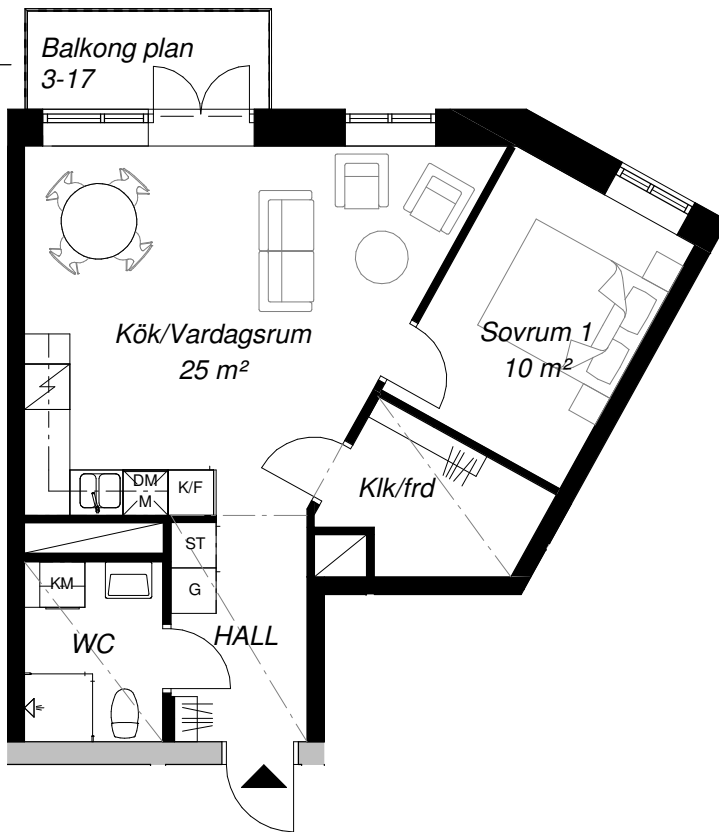 Balkong plan
3-17
Kök/Vardagsrum
25 m²
Sovrum 1
10 m²
DM
M
K/F
Klk/frd
ST
KM
G
WC
HALL